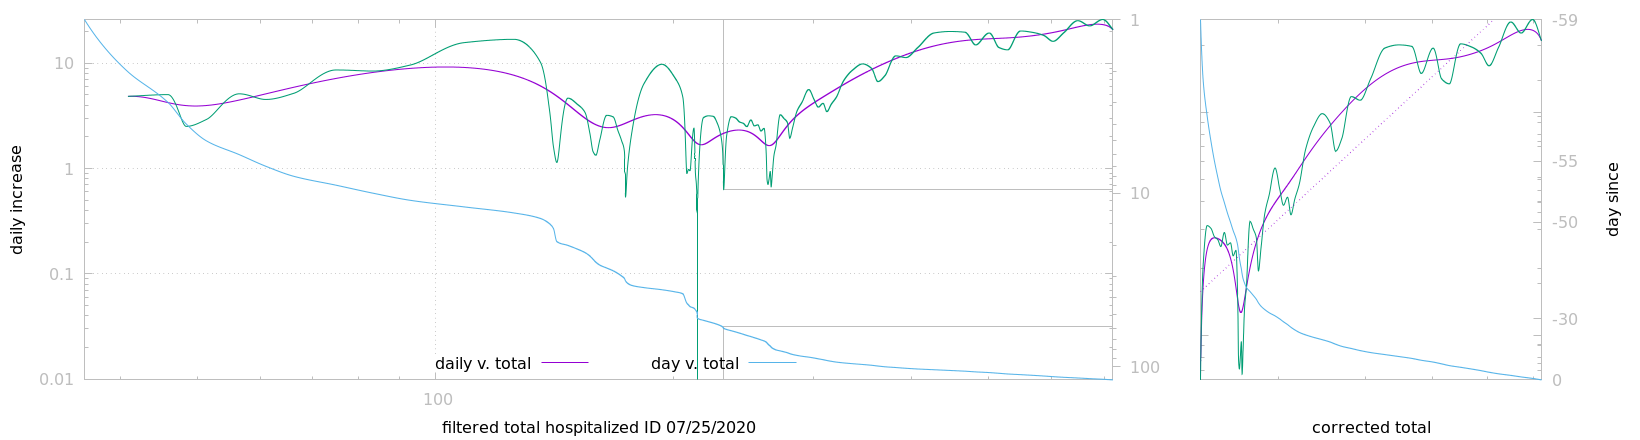 daily increase
10
1
0.1
0.01
100
daily v. total
day v. total
filtered total hospitalized ID 07/25/2020
1
10
100
-59
-55
-50
-30
0
day since
corrected total